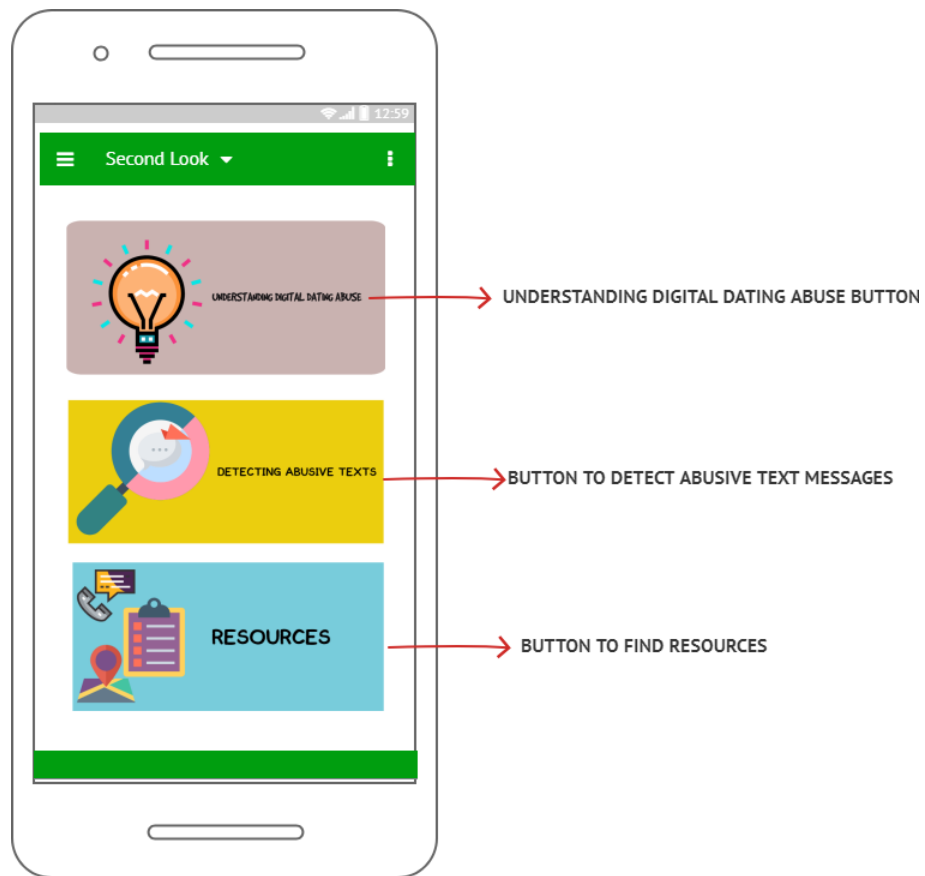 12:59
Second Look
UNDERSTANDING DIGITAL DATING ABUSE
UNDERSTANDING DIGITAL DATING ABUSE BUTTON
DETECTING ABUSIVE TEXTS
BUTTON TO DETECT ABUSIVE TEXT MESSAGES
RESOURCES
BUTTON TO FIND RESOURCES